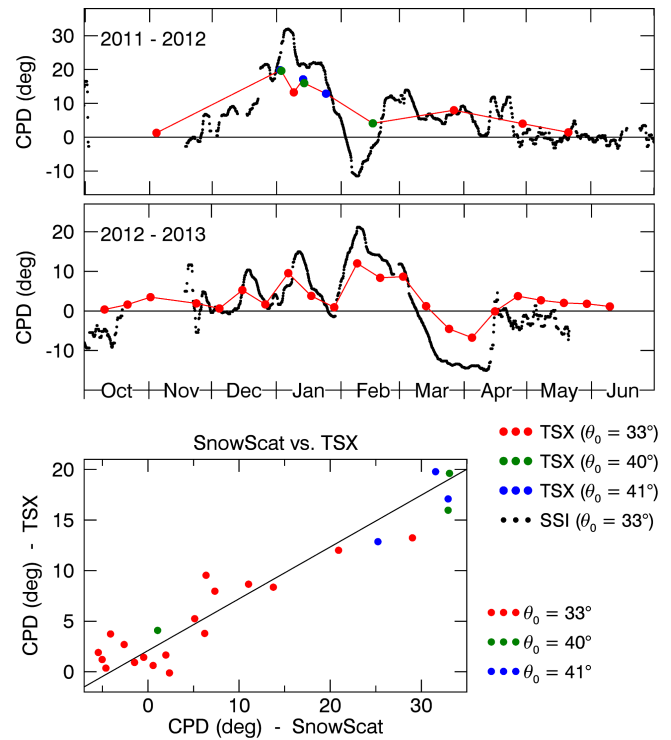 2011 - 2012
30
20
10
0
-10
CPD (deg)
2012 - 2013
20
10
0
-10
CPD (deg)
Oct Nov Dec Jan Feb Mar Apr May Jun
SnowScat vs. TSX
20
15
10
5
0
CPD (deg) - TSX
0 10 20 30
CPD (deg) - SnowScat
TSX (θ₀ = 33°)
TSX (θ₀ = 40°)
TSX (θ₀ = 41°)
SSI (θ₀ = 33°)
θ₀ = 33°
θ₀ = 40°
θ₀ = 41°